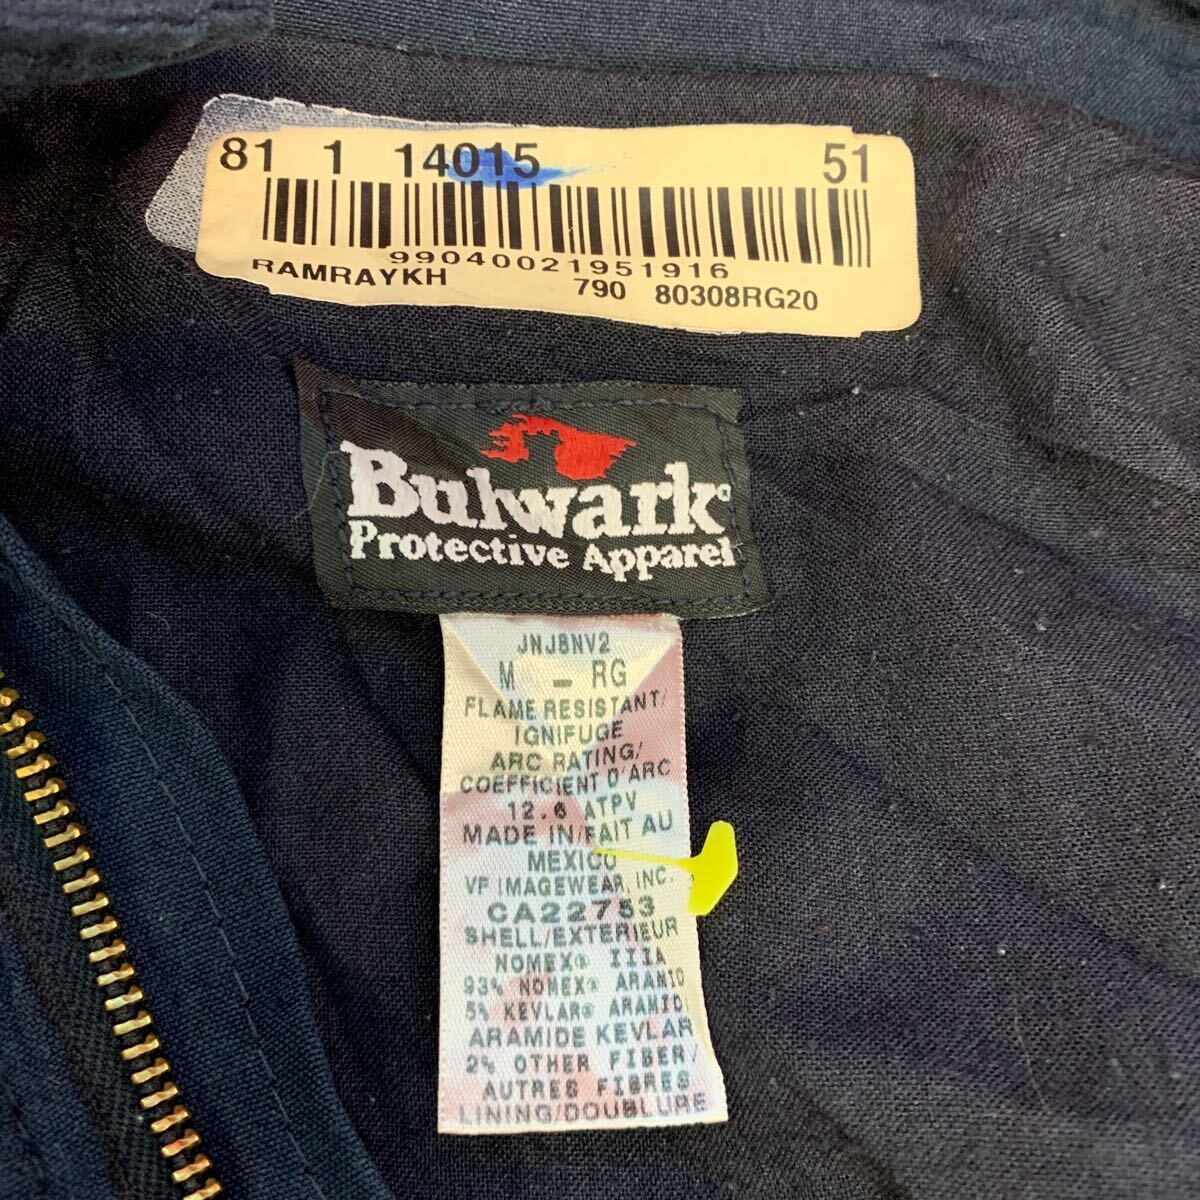 81 1 14015 51
99040021951916
RAMRAYKH 790 80308RG20
Bulwark
Protective Apparel
JNJ8NV2
M - RG
FLAME RESISTANT/
IGNIFUGE
ARC RATING/
COEFFICIENT D'ARC
12.6 ATPV
MADE IN/FAIT AU
MEXICO
VF IMAGEWEAR, INC.
CA22753
SHELL/EXTERIEUR
NOMEX® IIIA
93% NOMEX® ARAMID
5% KEVLAR® ARAMID/
ARAMIDE KEVLAR
2% OTHER FIBER/
AUTRES FIBRES
LINING/DOUBLURE